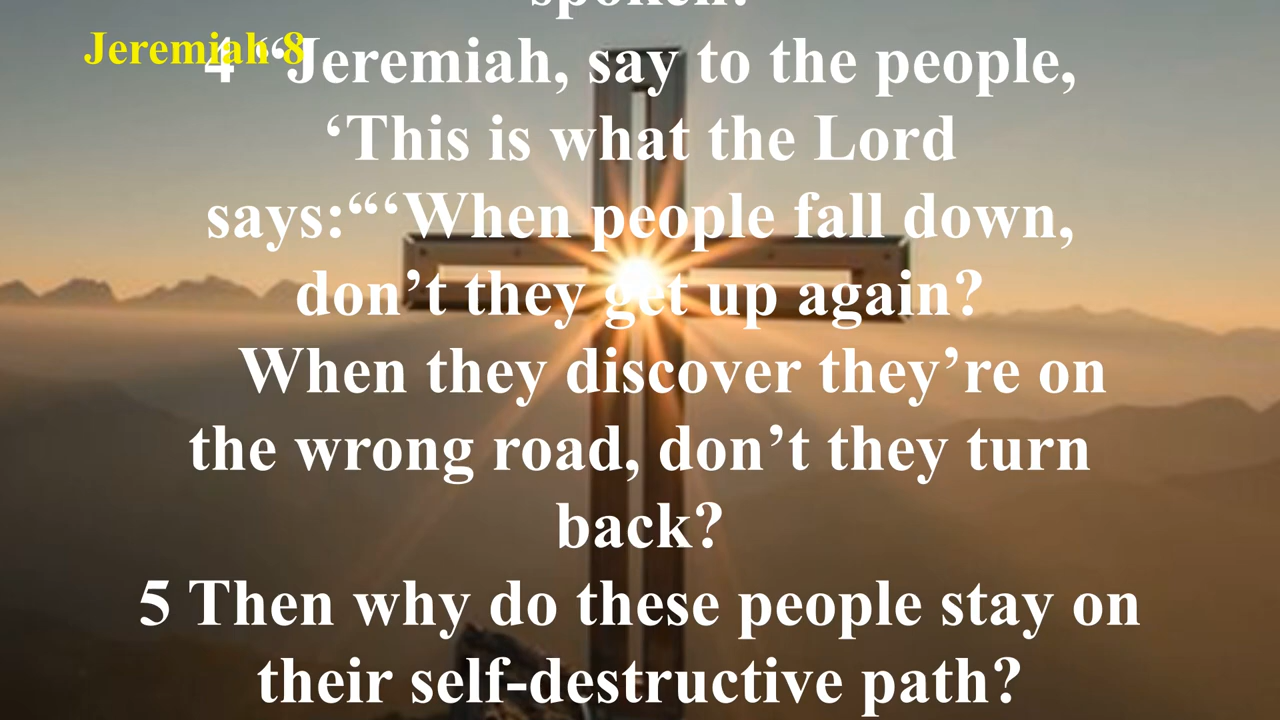 spoken!
Jeremiah 8
4 “Jeremiah, say to the people,
‘This is what the Lord
says:“‘When people fall down,
don’t they get up again?
When they discover they’re on
the wrong road, don’t they turn
back?
5 Then why do these people stay on
their self-destructive path?